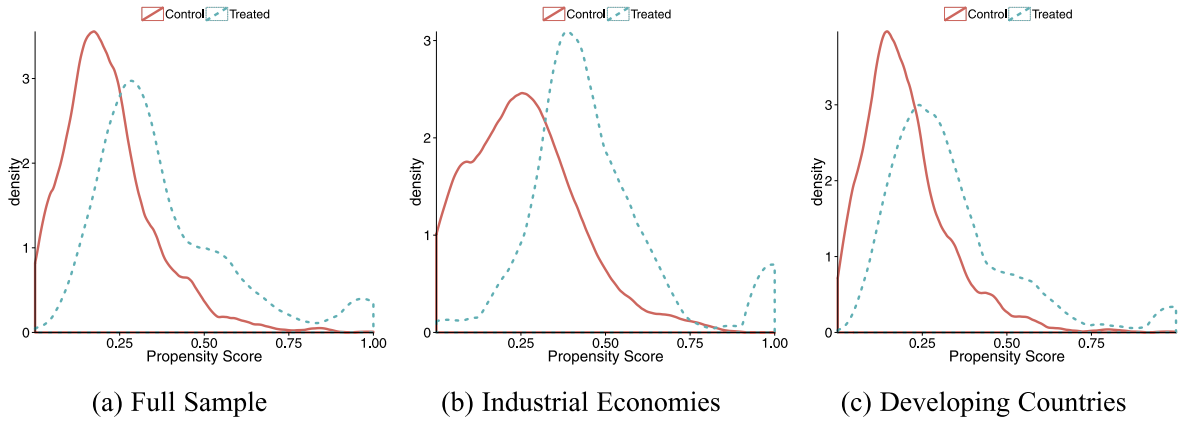 Control Treated
density
3
2
1
0
0.25 0.50 0.75 1.00
Propensity Score
(a) Full Sample
Control Treated
density
3
2
1
0
0.25 0.50 0.75 1.00
Propensity Score
(b) Industrial Economies
Control Treated
density
3
2
1
0
0.25 0.50 0.75
Propensity Score
(c) Developing Countries